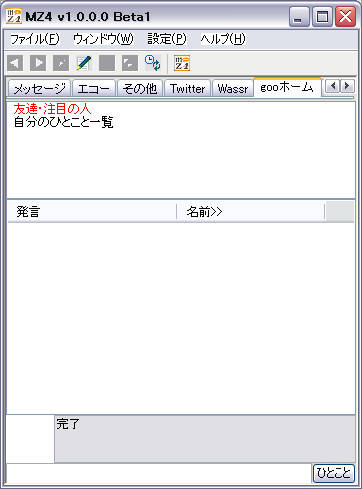 MZ4 v1.0.0.0 Beta1
ファイル(F) ウィンドウ(W) 設定(P) ヘルプ(H)
メッセージ エコー その他 Twitter Wassr gooホーム
友達・注目の人
自分のひとこと一覧
発言 名前>>
完了
ひとこと